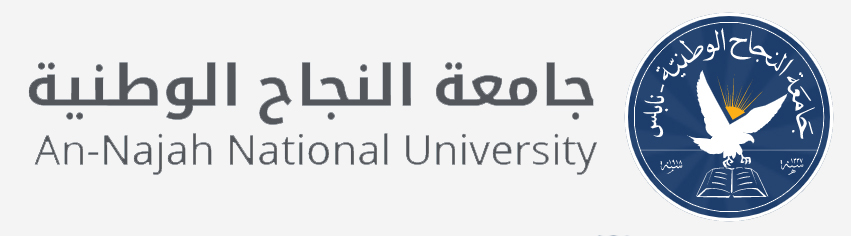 جامعة النجاح الوطنية
An-Najah National University
جامعة النجاح الوطنية - نابلس